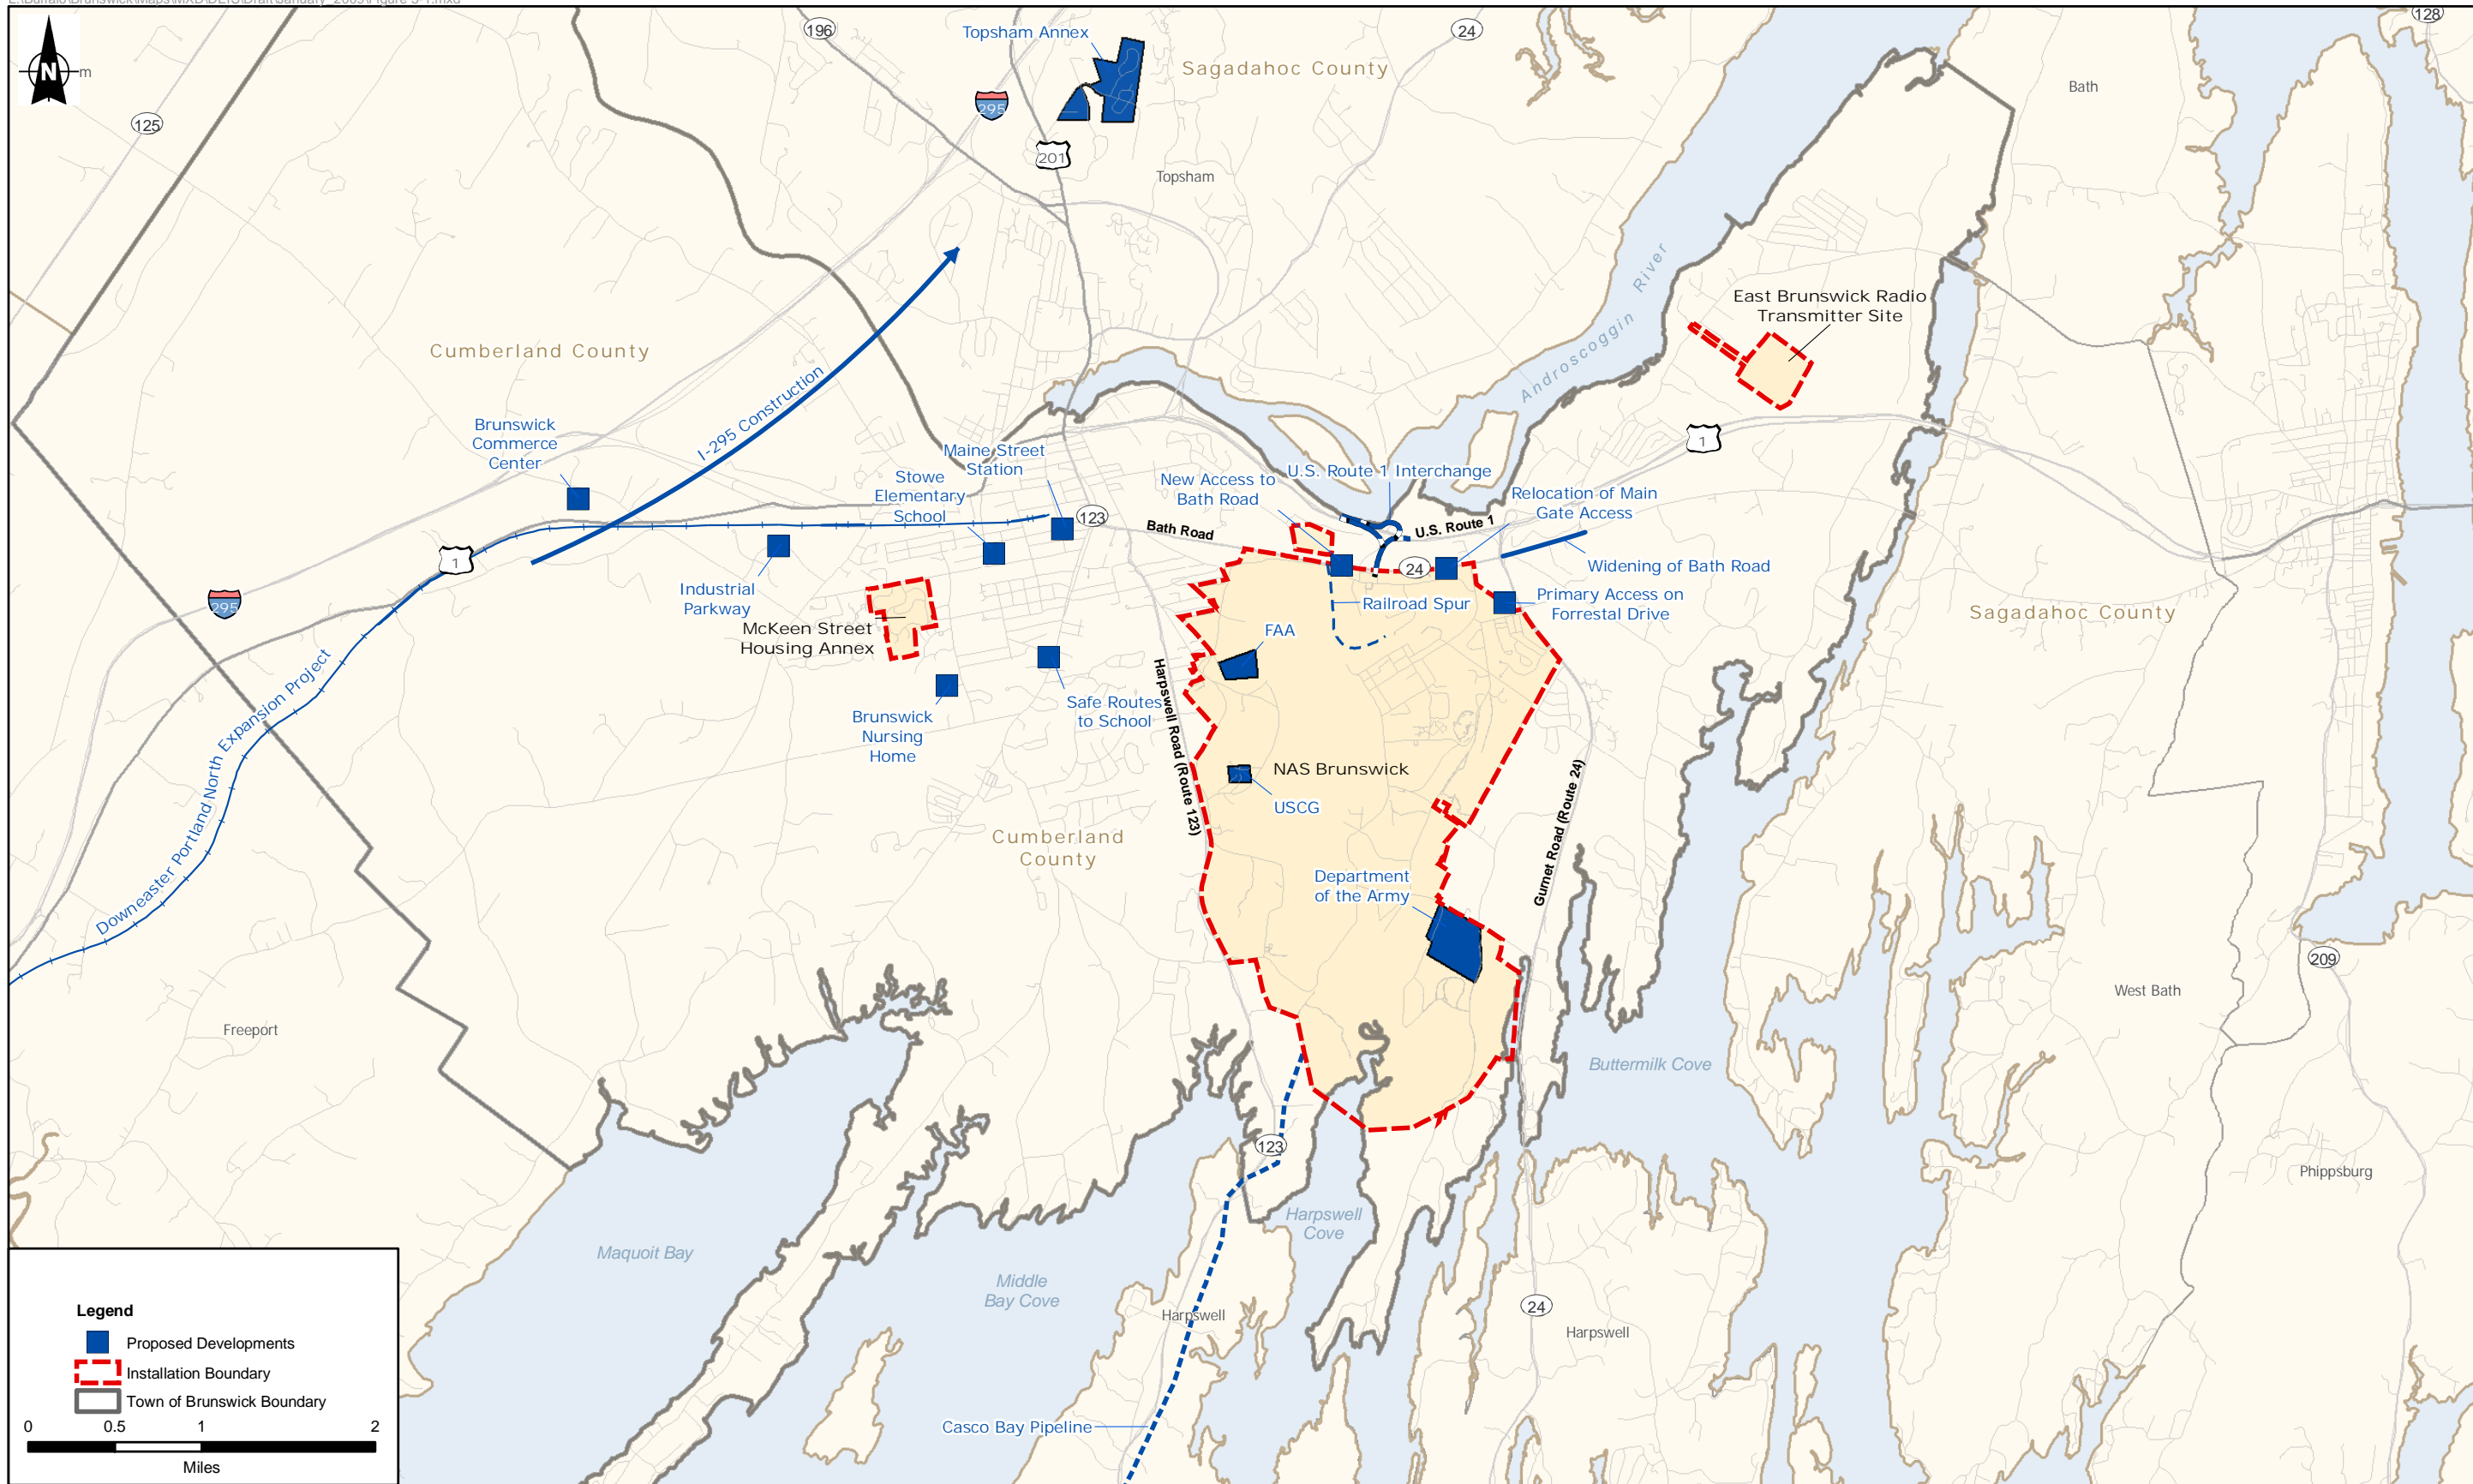 196
24
128
Topsham Annex
Sagadahoc County
N
m
Bath
295
125
201
Topsham
Androscoggin River
East Brunswick Radio
Transmitter Site
Cumberland County
I-295 Construction
Brunswick
Commerce
Center
Maine Street
Station
1
Stowe
Elementary
School
New Access to
Bath Road
U.S. Route 1 Interchange
Relocation of Main
Gate Access
123
Bath Road
U.S. Route 1
1
24
Widening of Bath Road
Industrial
Parkway
295
Railroad Spur
Primary Access on
Forrestal Drive
Sagadahoc County
McKeen Street
Housing Annex
FAA
Safe Routes
to School
Brunswick
Nursing
Home
Harpswell Road (Route 123)
Downeaster Portland North Expansion Project
NAS Brunswick
USCG
Gurnet Road (Route 24)
Cumberland
County
Department
of the Army
209
West Bath
Freeport
Buttermilk Cove
123
Phippsburg
Harpswell
Cove
Maquoit Bay
Middle
Bay Cove
Harpswell
24
Harpswell
Casco Bay Pipeline
Legend
Proposed Developments
Installation Boundary
Town of Brunswick Boundary
0 0.5 1 2
Miles